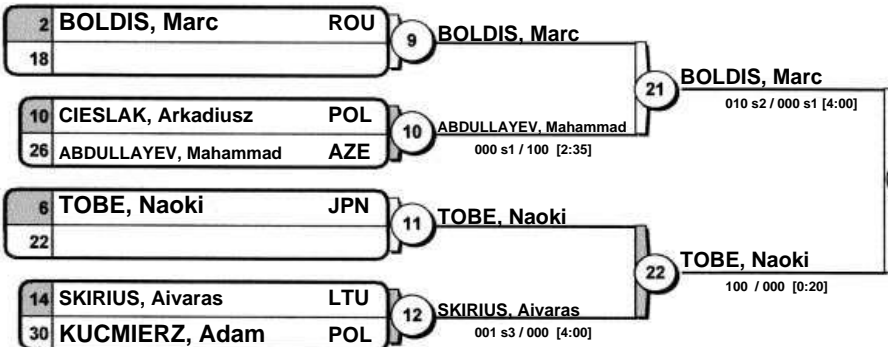 2 BOLDIS, Marc ROU
18
9 BOLDIS, Marc
10 CIESLAK, Arkadiusz POL
26 ABDULLAYEV, Mahammad AZE
10 ABDULLAYEV, Mahammad
000 s1 / 100 [2:35]
21 BOLDIS, Marc
010 s2 / 000 s1 [4:00]
6 TOBE, Naoki JPN
22
11 TOBE, Naoki
14 SKIRIUS, Aivaras LTU
30 KUCMIERZ, Adam POL
12 SKIRIUS, Aivaras
001 s3 / 000 [4:00]
22 TOBE, Naoki
100 / 000 [0:20]